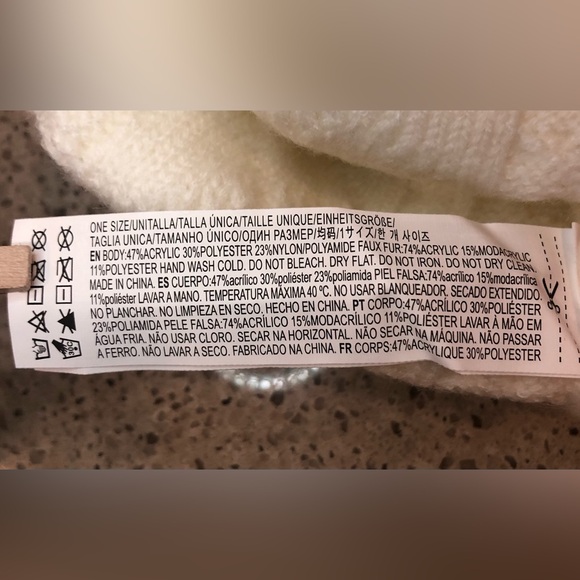 ONE SIZE/UNITALLA/TALLA ÚNICA/TAILLE UNIQUE/EINHEITSGRÖßE/
TAGLIA UNICA/TAMANHO ÚNICO/ОДИН РАЗМЕР/均码/1サイズ/한 개 사이즈
EN BODY:47%ACRYLIC 30%POLYESTER 23%NYLON/POLYAMIDE FAUX FUR:74%ACRYLIC 15%MODACRYLIC
11%POLYESTER HAND WASH COLD. DO NOT BLEACH. DRY FLAT. DO NOT IRON. DO NOT DRY CLEAN.
MADE IN CHINA. ES CUERPO:47%acrílico 30%poliéster 23%poliamida PIEL FALSA:74%acrílico 15%modacrílica
11%poliéster LAVAR A MANO. TEMPERATURA MÁXIMA 40 °C. NO USAR BLANQUEADOR. SECADO EXTENDIDO.
NO PLANCHAR. NO LIMPIEZA EN SECO. HECHO EN CHINA. PT CORPO:47%ACRÍLICO 30%POLIÉSTER
23%POLIAMIDA PELE FALSA:74%ACRÍLICO 15%MODACRÍLICO 11%POLIÉSTER LAVAR À MÃO EM
ÁGUA FRIA. NÃO USAR CLORO. SECAR NA HORIZONTAL. NÃO SECAR NA MÁQUINA. NÃO PASSAR
A FERRO. NÃO LAVAR A SECO. FABRICADO NA CHINA. FR CORPS:47%ACRYLIQUE 30%POLYESTER